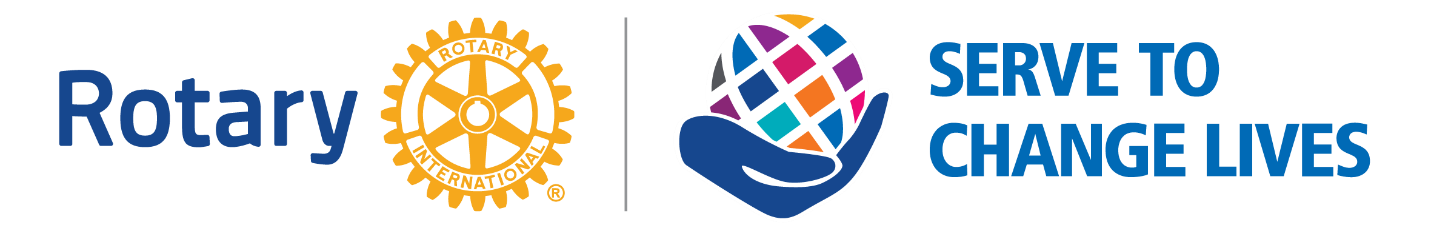 Rotary
ROTARY
INTERNATIONAL
®
SERVE TO
CHANGE LIVES